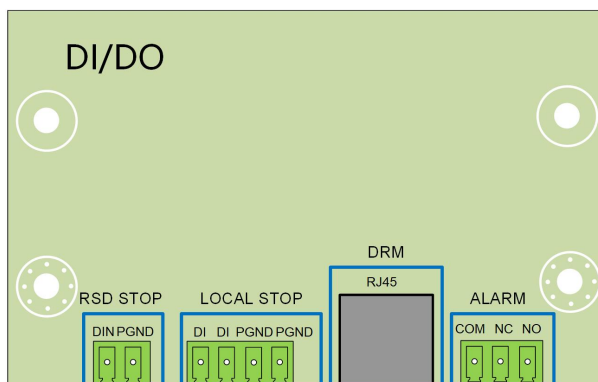 DI/DO
DRM
RJ45
RSD STOP
LOCAL STOP
ALARM
DIN PGND
DI DI PGND PGND
COM NC NO